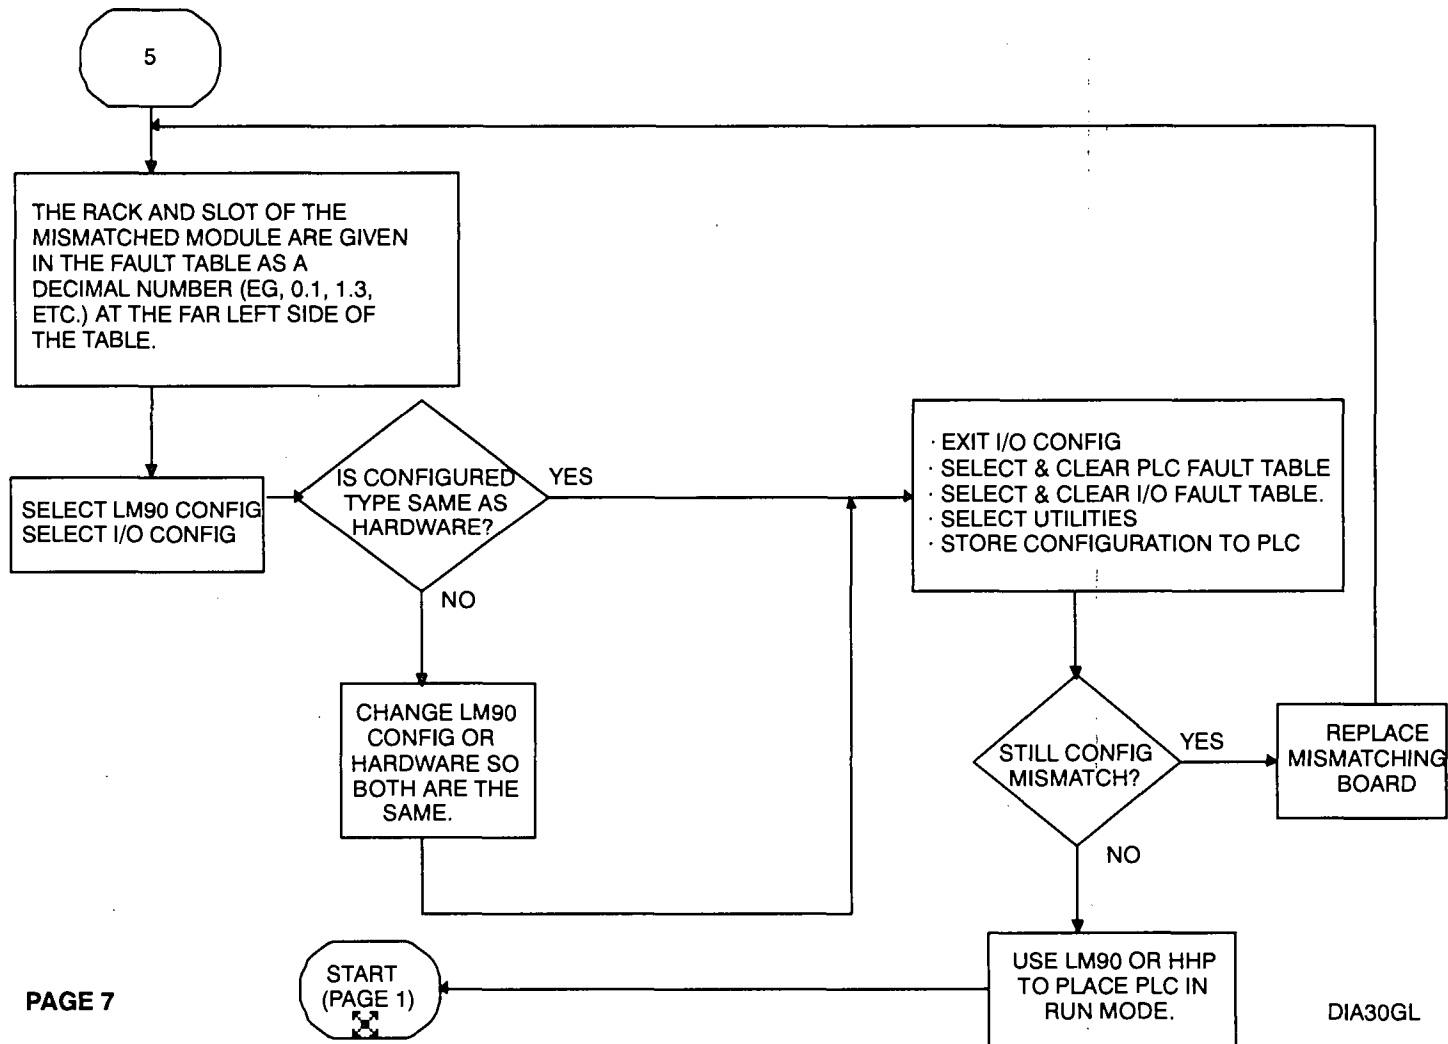 5
THE RACK AND SLOT OF THE
MISMATCHED MODULE ARE GIVEN
IN THE FAULT TABLE AS A
DECIMAL NUMBER (EG, 0.1, 1.3,
ETC.) AT THE FAR LEFT SIDE OF
THE TABLE.
SELECT LM90 CONFIG
SELECT I/O CONFIG
IS CONFIGURED
TYPE SAME AS
HARDWARE?
YES
NO
CHANGE LM90
CONFIG OR
HARDWARE SO
BOTH ARE THE
SAME.
· EXIT I/O CONFIG
· SELECT & CLEAR PLC FAULT TABLE
· SELECT & CLEAR I/O FAULT TABLE.
· SELECT UTILITIES
· STORE CONFIGURATION TO PLC
STILL CONFIG
MISMATCH?
YES
REPLACE
MISMATCHING
BOARD
NO
USE LM90 OR HHP
TO PLACE PLC IN
RUN MODE.
START
(PAGE 1)
PAGE 7
DIA30GL